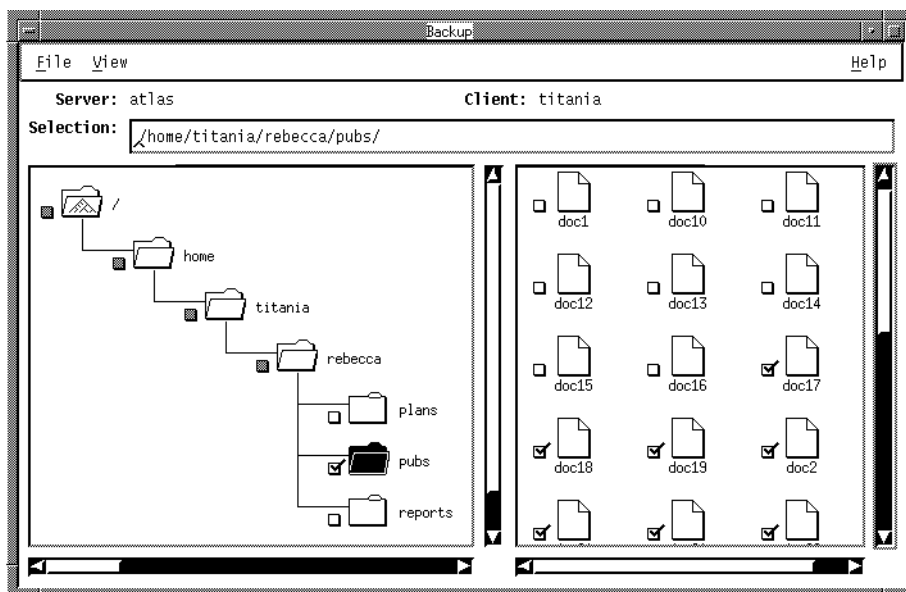 Backup
File View Help
Server: atlas Client: titania
Selection: /home/titania/rebecca/pubs/
/
home
titania
rebecca
plans
pubs
reports
doc1 doc10 doc11
doc12 doc13 doc14
doc15 doc16 doc17
doc18 doc19 doc2